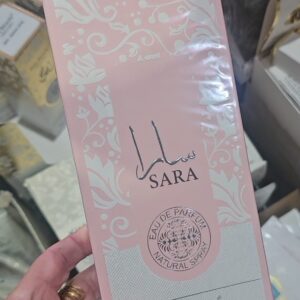 سارا
SARA
EAU DE PARFUM
NATURAL SPRAY